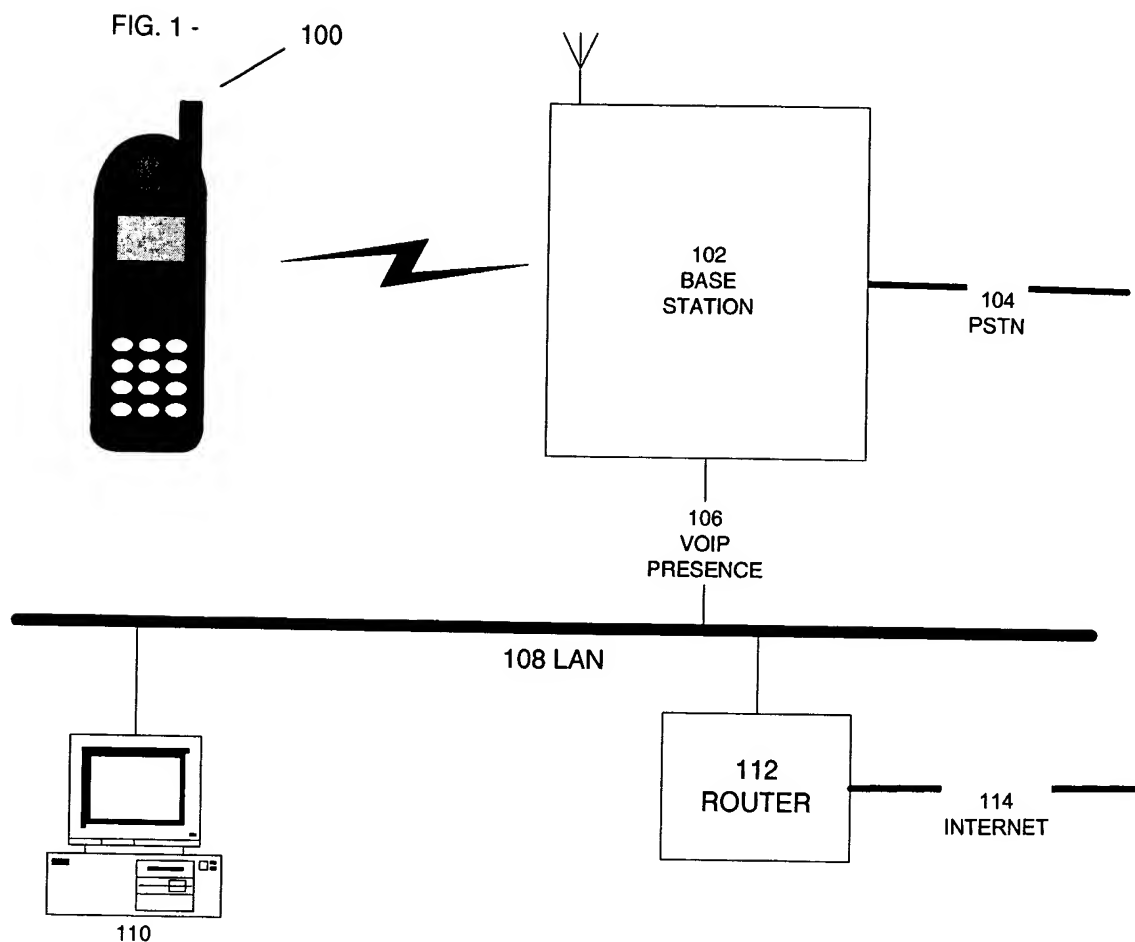 FIG. 1 -
100
102
BASE
STATION
104
PSTN
106
VOIP
PRESENCE
108 LAN
112
ROUTER
114
INTERNET
110